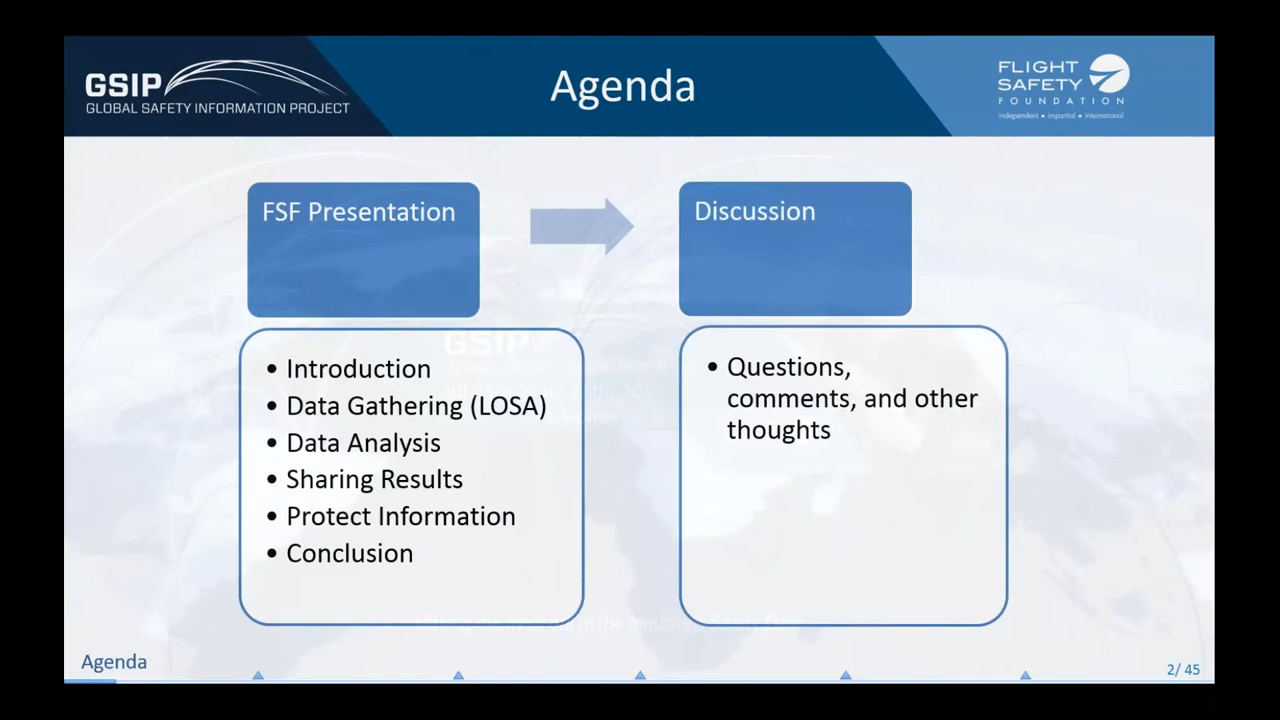 GSIP
GLOBAL SAFETY INFORMATION PROJECT
Agenda
FLIGHT
SAFETY
FOUNDATION
independent • impartial • international
FSF Presentation
Discussion
• Introduction
• Data Gathering (LOSA)
• Data Analysis
• Sharing Results
• Protect Information
• Conclusion
• Questions,
comments, and other
thoughts
GSIP
Agenda
2/ 45